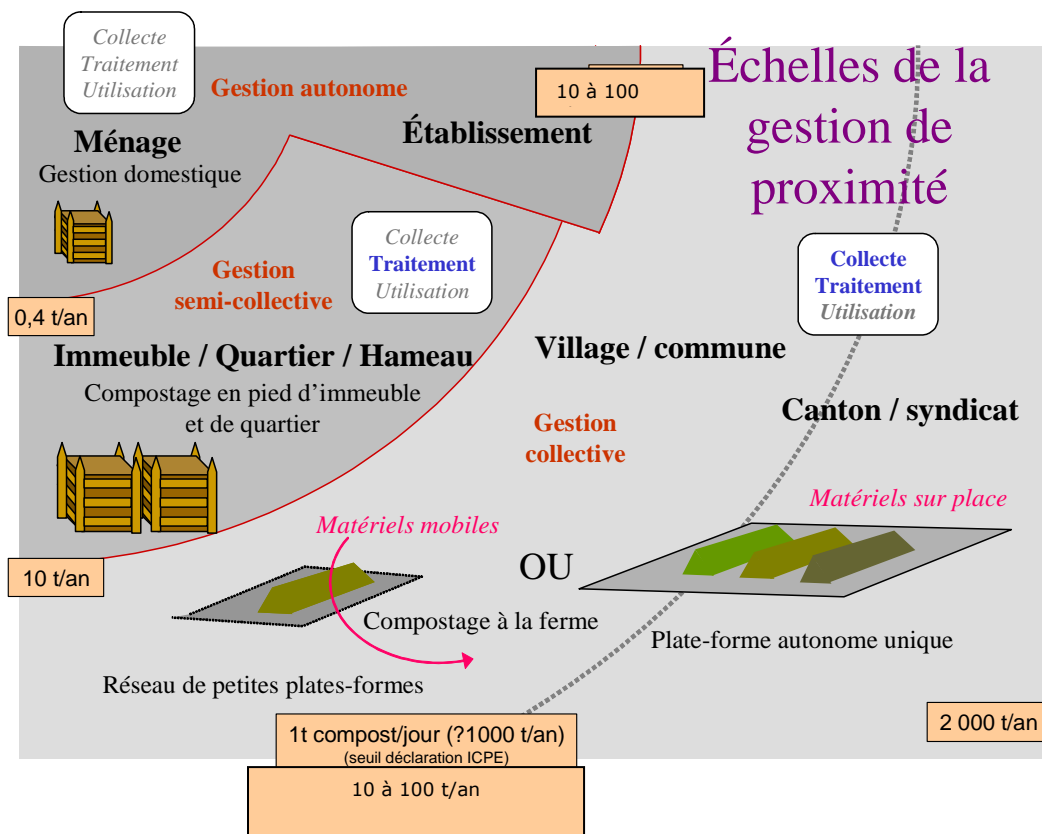 Échelles de la
gestion de
proximité
Collecte
Traitement
Utilisation
Gestion autonome
10 à 100
Ménage
Gestion domestique
Établissement
0,4 t/an
Collecte
Traitement
Utilisation
Gestion
semi-collective
Immeuble / Quartier / Hameau
Compostage en pied d’immeuble
et de quartier
10 t/an
Collecte
Traitement
Utilisation
Village / commune
Canton / syndicat
Gestion
collective
Matériels mobiles
Matériels sur place
OU
Compostage à la ferme
Réseau de petites plates-formes
Plate-forme autonome unique
1t compost/jour (?1000 t/an)
(seuil déclaration ICPE)
10 à 100 t/an
2 000 t/an